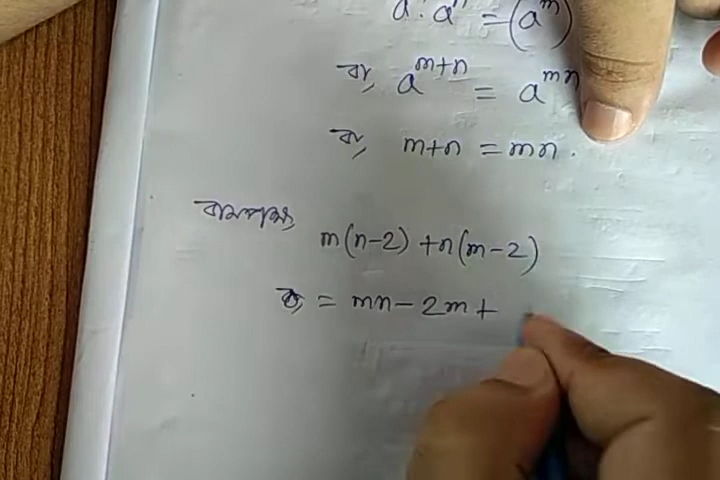 a^m · a^n = (a^m)
বা, a^{m+n} = a^{mn}
বা, m+n = mn.
বামপক্ষ,
m(n-2) + n(m-2)
= mn - 2m +